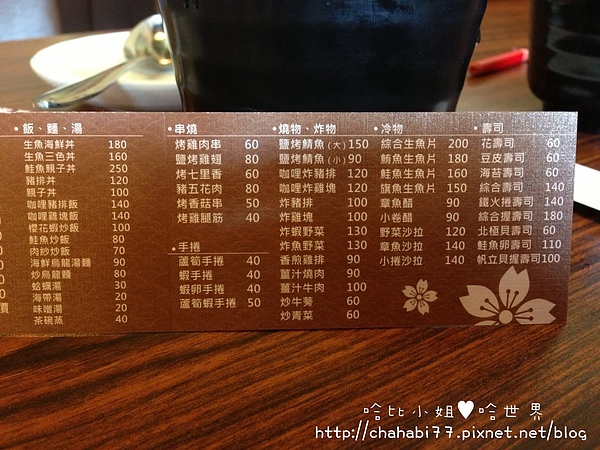 • 飯、麵、湯
生魚海鮮丼 180
生魚三色丼 160
鮭魚親子丼 250
豬排丼 120
親子丼 100
咖哩豬排飯 140
咖哩雞塊飯 140
櫻花蝦炒飯 100
鮭魚炒飯 80
肉紗炒飯 70
海鮮烏龍湯麵 90
炒烏龍麵 80
蛤蠣湯 30
海帶湯 20
味噌湯 20
茶碗蒸 40
• 串燒
烤雞肉串 60
鹽烤雞翅 80
烤七里香 60
豬五花肉 80
烤香菇串 50
烤雞腿筋 40
• 手捲
蘆筍手捲 40
蝦手捲 40
蝦卵手捲 40
蘆筍蝦手捲 50
• 燒物、炸物
鹽烤鯖魚(大) 150
鹽烤鯖魚(小) 90
咖哩炸豬排 120
咖哩炸雞塊 120
炸豬排 100
炸雞塊 100
炸蝦野菜 130
炸魚野菜 130
香煎雞排 90
薑汁燒肉 90
薑汁牛肉 100
炒牛蒡 60
炒青菜 60
• 冷物
綜合生魚片 200
鮪魚生魚片 180
鮭魚生魚片 160
旗魚生魚片 150
章魚醋 90
小卷醋 90
野菜沙拉 120
章魚沙拉 140
小捲沙拉 140
• 壽司
花壽司 60
豆皮壽司 60
海苔壽司 60
綜合壽司 140
鐵火捲壽司 140
綜合握壽司 180
北極貝壽司 60
鮭魚卵壽司 110
帆立貝握壽司 100
哈比小姐♥哈世界
http://chahabi77.pixnet.net/blog